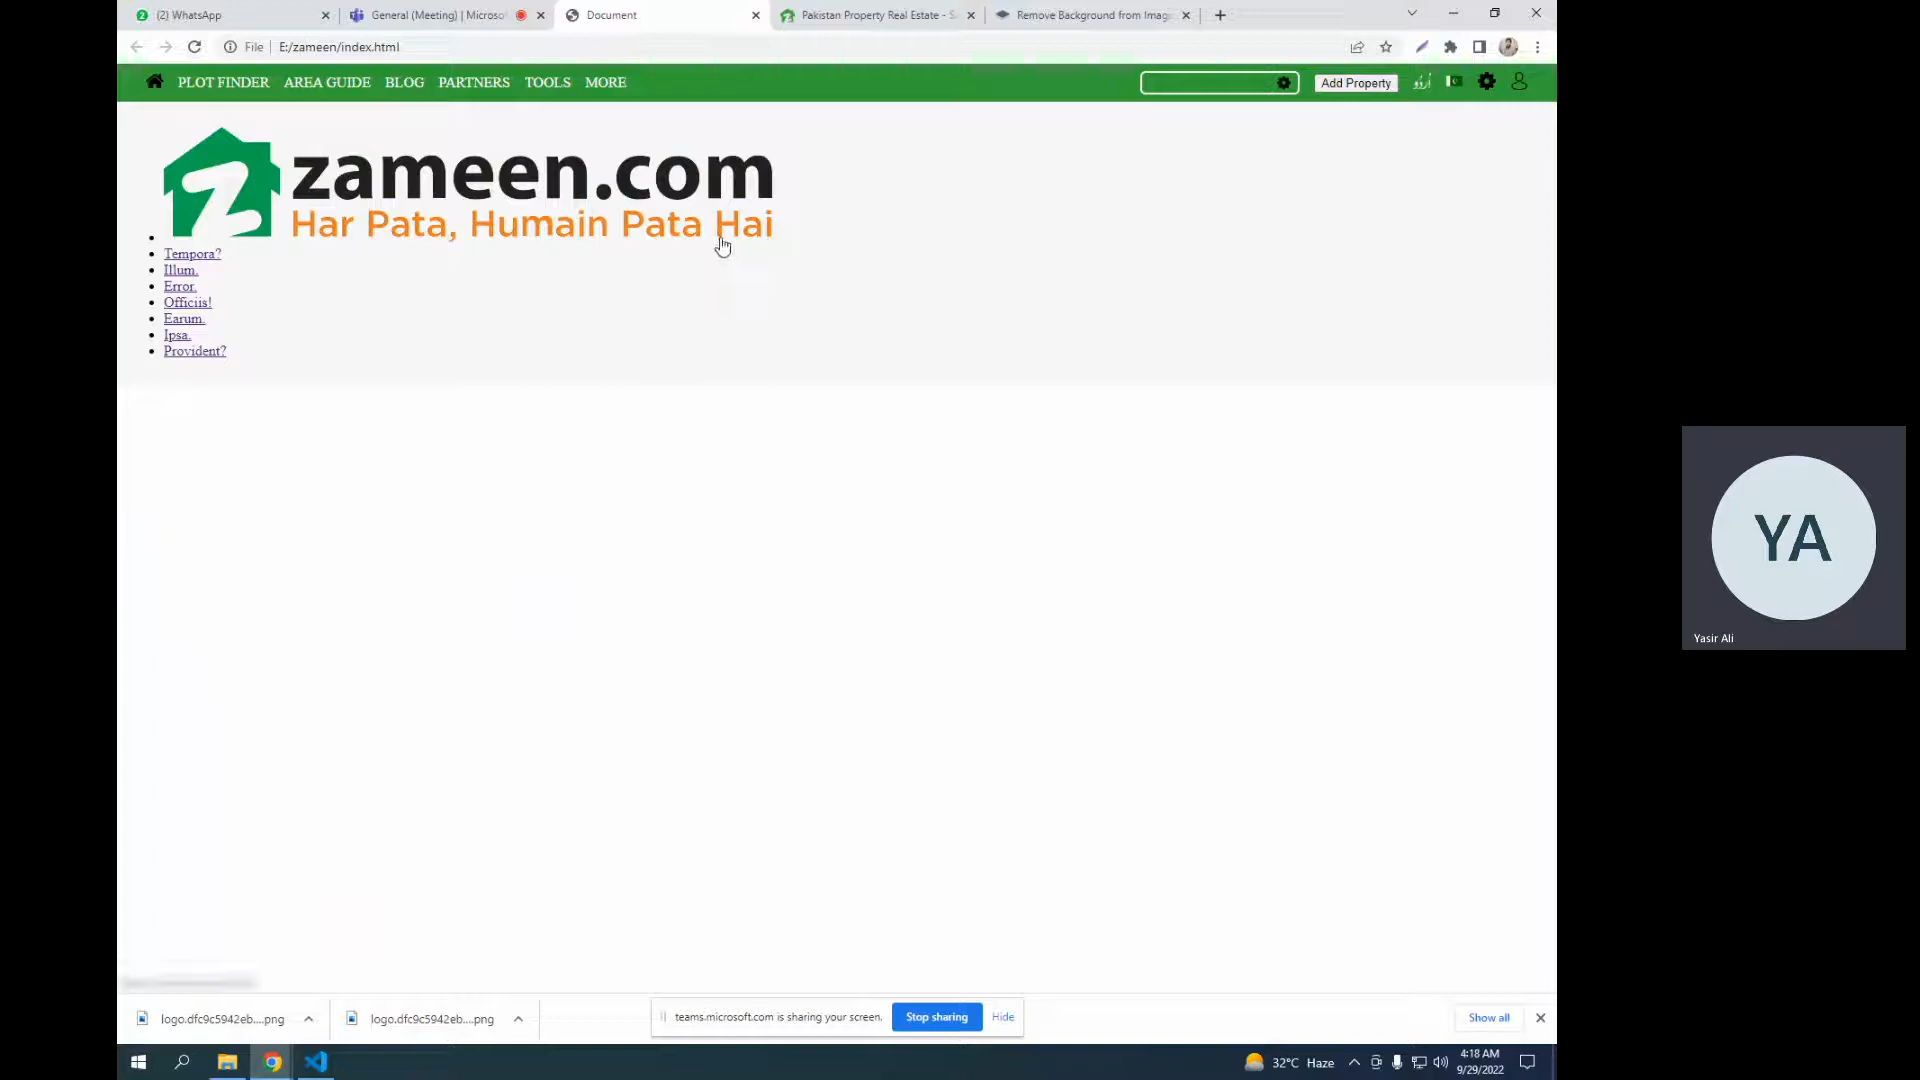 (2) WhatsApp
General (Meeting) | Microso
Document
Pakistan Property Real Estate - S
Remove Background from Imag
File
E:/zameen/index.html
PLOT FINDER AREA GUIDE BLOG PARTNERS TOOLS MORE
Add Property
اردو
zameen.com
Har Pata, Humain Pata Hai
Tempora?
Illum.
Error.
Officiis!
Earum.
Ipsa.
Provident?
YA
Yasir Ali
logo.dfc9c5942eb....png
logo.dfc9c5942eb....png
teams.microsoft.com is sharing your screen.
Stop sharing
Hide
Show all
32°C Haze
4:18 AM
9/29/2022